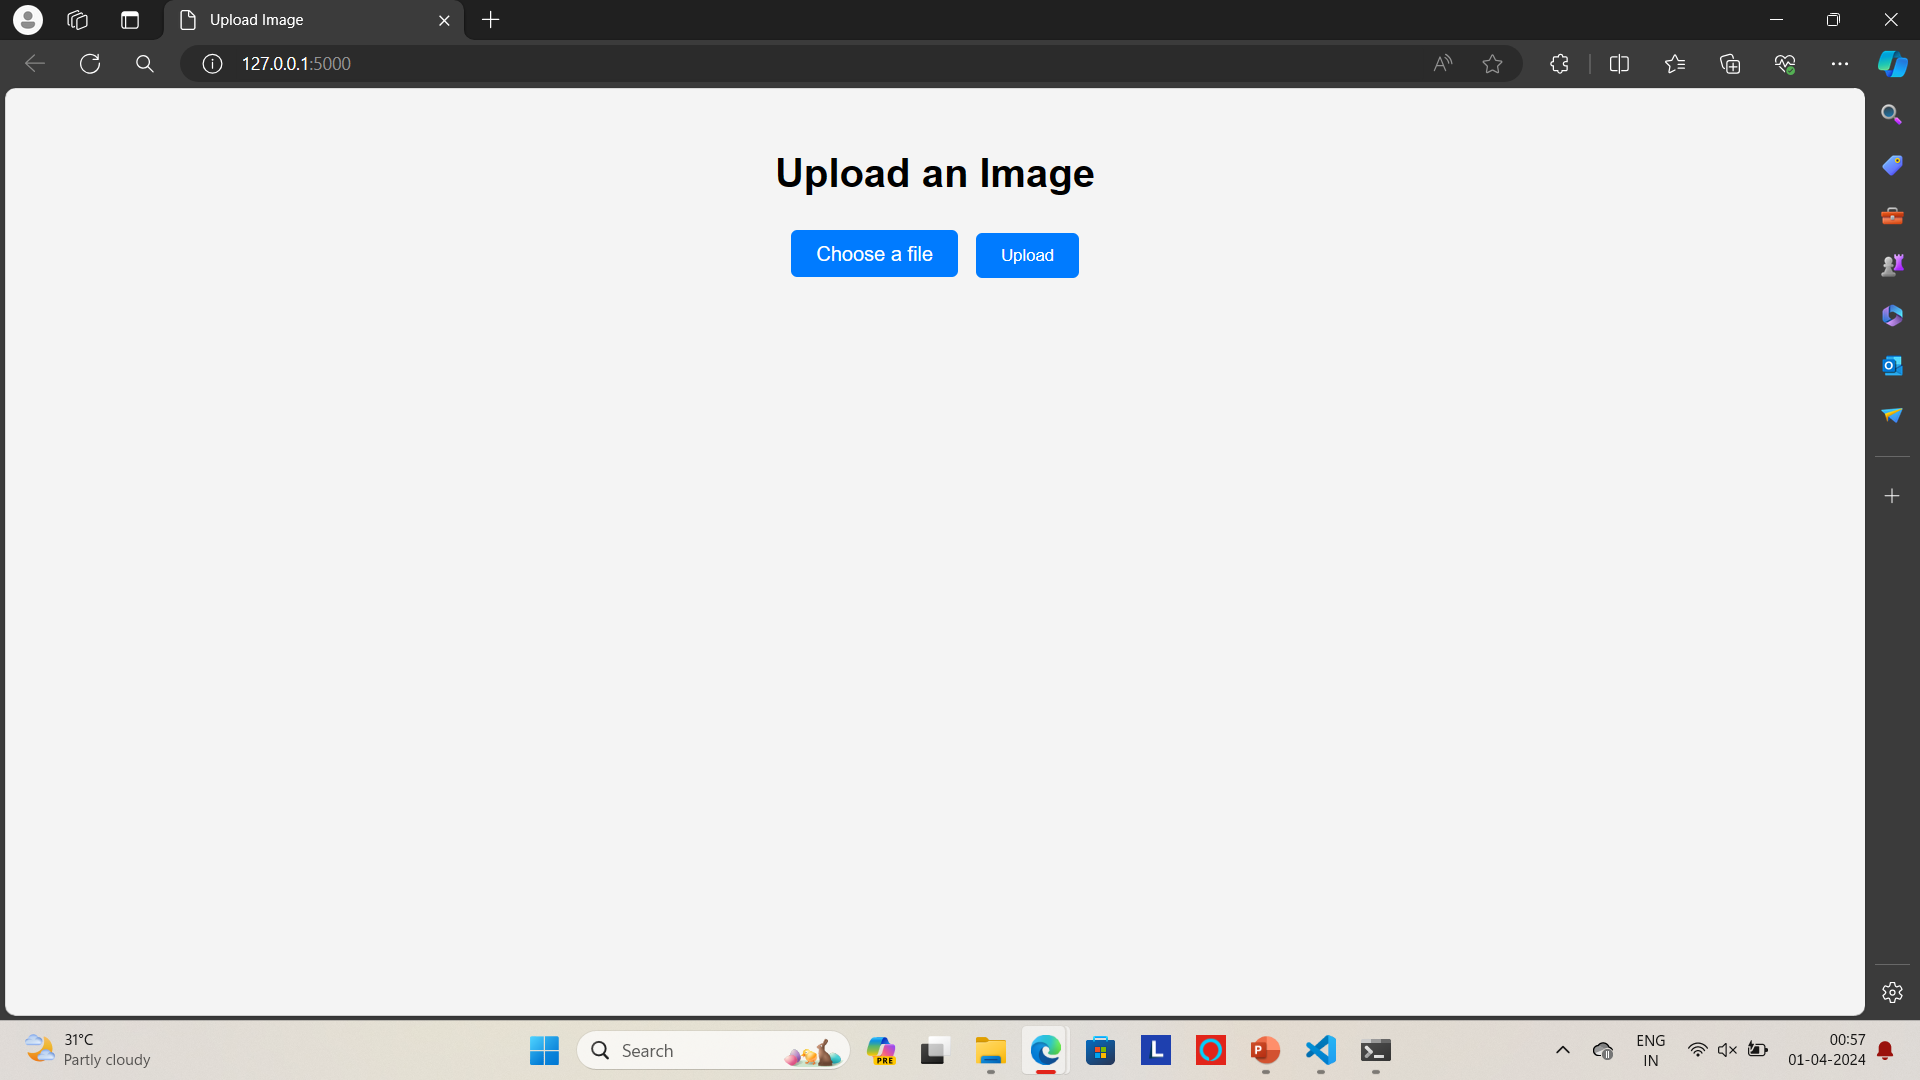 Upload Image
127.0.0.1:5000
Upload an Image
Choose a file
Upload
31°C
Partly cloudy
Search
PRE
L
P
ENG
IN
00:57
01-04-2024